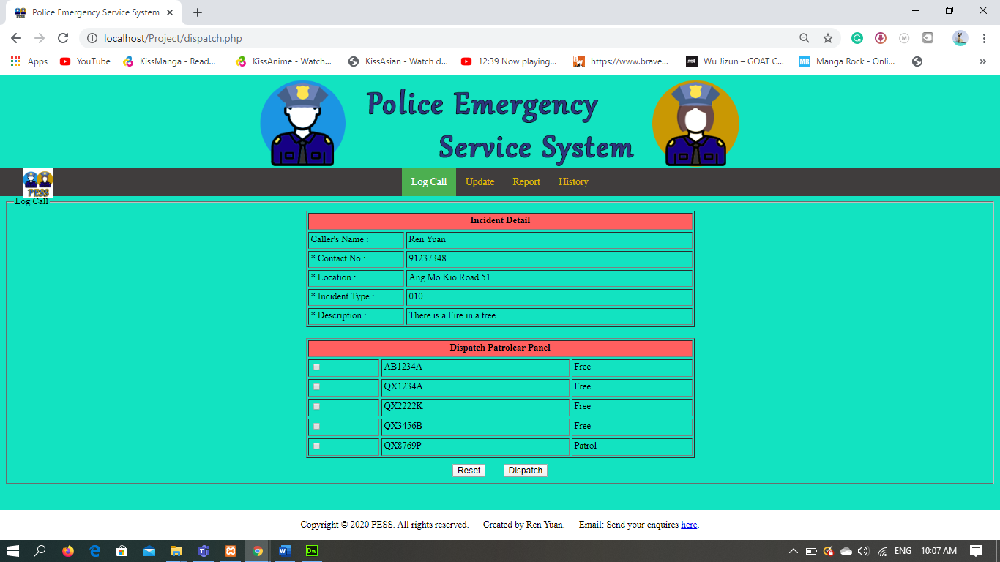 Police Emergency Service System
localhost/Project/dispatch.php
Apps YouTube KissManga - Read... KissAnime - Watch... KissAsian - Watch d... 12:39 Now playing... https://www.brave... Wu Jizun – GOAT C... MR Manga Rock - Onli... »
Police Emergency
Service System
PESS
Log Call Update Report History
Log Call
Incident Detail
Caller's Name : Ren Yuan
* Contact No : 91237348
* Location : Ang Mo Kio Road 51
* Incident Type : 010
* Description : There is a Fire in a tree
Dispatch Patrolcar Panel
AB1234A Free
QX1234A Free
QX2222K Free
QX3456B Free
QX8769P Patrol
Reset Dispatch
Copyright © 2020 PESS. All rights reserved. Created by Ren Yuan. Email: Send your enquires here.
ENG 10:07 AM